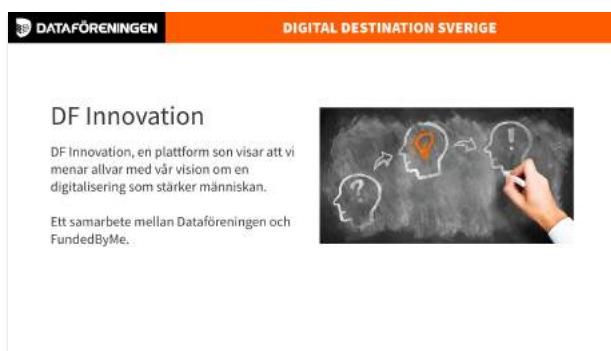 DATAFÖRENINGEN
DIGITAL DESTINATION SVERIGE
DF Innovation
DF Innovation, en plattform son visar att vi
menar allvar med vår vision om en
digitalisering som stärker människan.
Ett samarbete mellan Dataföreningen och
FundedByMe.
?
!